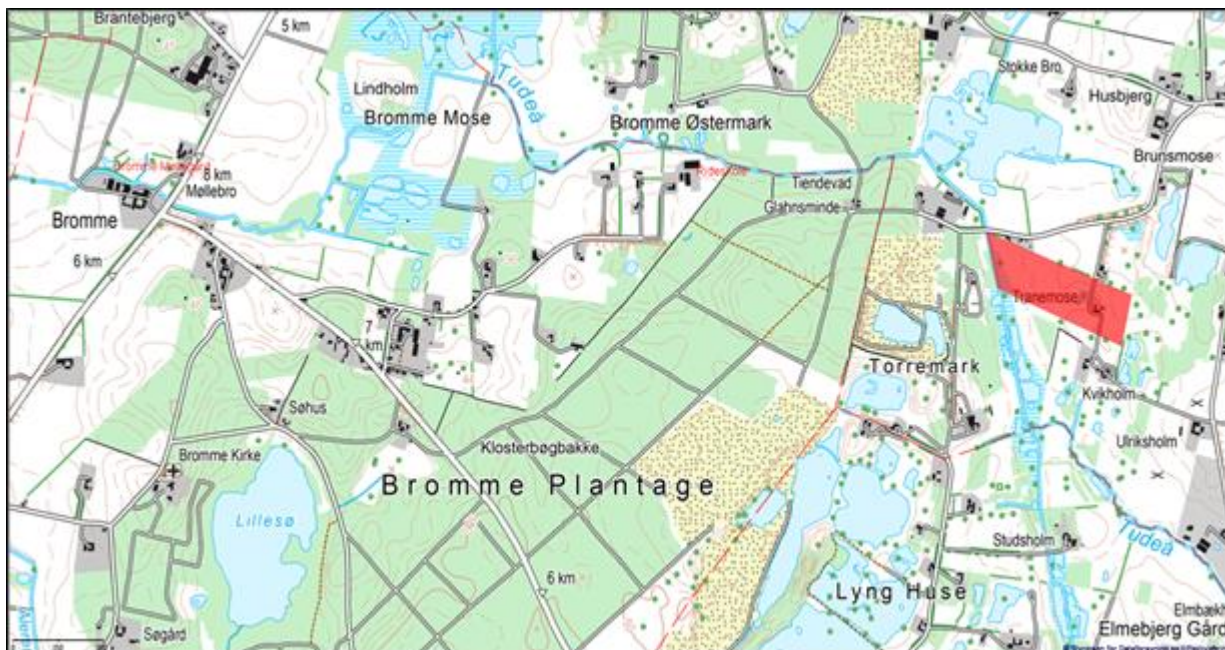 Brantebjerg
5 km
Lindholm
Bromme Mose
Tudeå
Bromme Østermark
Stokke Bro
Husbjerg
Brunsmose
8 km
Møllebro
Bromme
Rideskole
Tiendevad
Glahnsminde
6 km
Tranemose
7
km
Torremark
Kvikholm
Søhus
Klosterbøgbakke
Ulriksholm
Bromme Kirke
Bromme Plantage
Lillesø
Tudeå
Studsholm
6 km
Lyng Huse
Søgård
Elmebjerg Gård